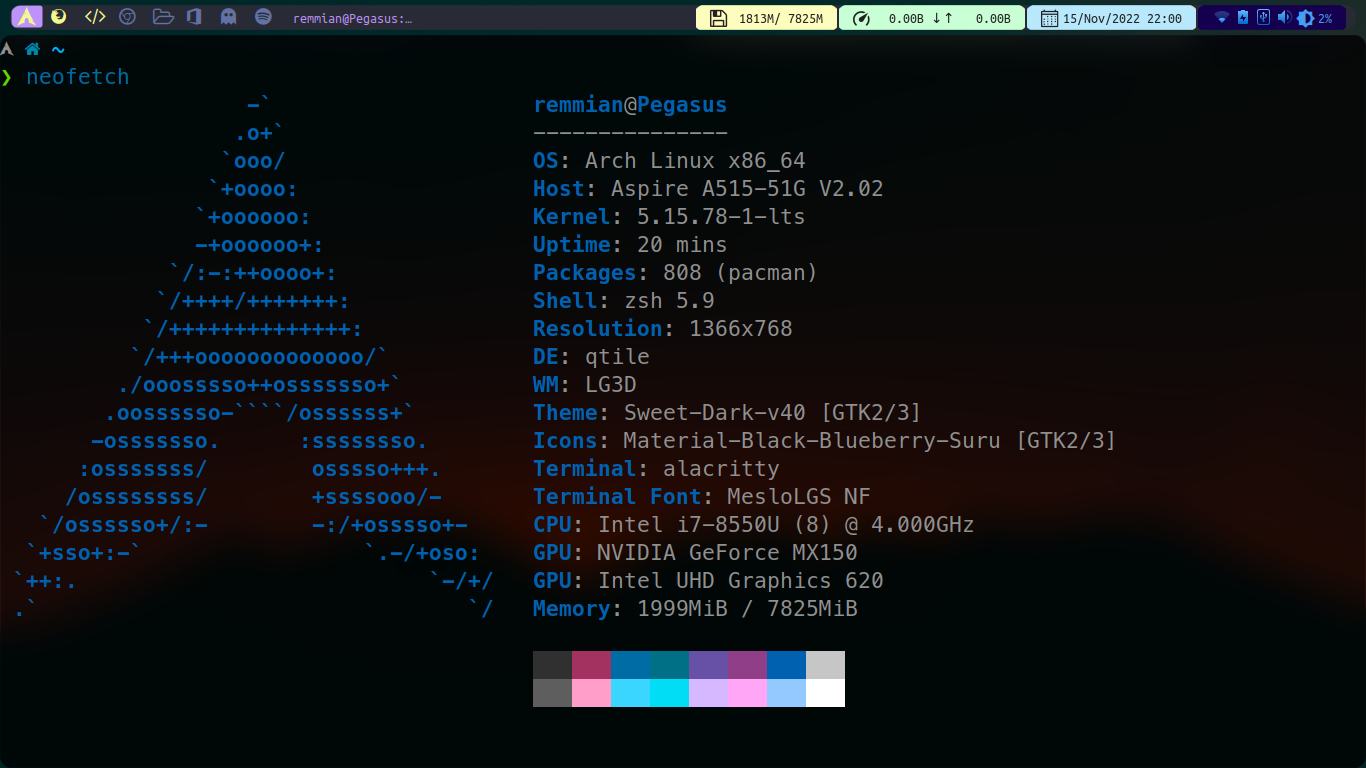 remmian@Pegasus:… 1813M/ 7825M 0.00B ↓↑ 0.00B 15/Nov/2022 22:00 2%
~
❯ neofetch
-` remmian@Pegasus
.o+` ---------------
`ooo/ OS: Arch Linux x86_64
`+oooo: Host: Aspire A515-51G V2.02
`+oooooo: Kernel: 5.15.78-1-lts
-+oooooo+: Uptime: 20 mins
`/:-:++oooo+: Packages: 808 (pacman)
`/++++/+++++++: Shell: zsh 5.9
`/++++++++++++++: Resolution: 1366x768
`/+++ooooooooooooo/` DE: qtile
./ooosssso++osssssso+` WM: LG3D
.oossssso-````/ossssss+` Theme: Sweet-Dark-v40 [GTK2/3]
-osssssso. :ssssssso. Icons: Material-Black-Blueberry-Suru [GTK2/3]
:osssssss/ osssso+++. Terminal: alacritty
/ossssssss/ +ssssooo/- Terminal Font: MesloLGS NF
`/ossssso+/:- -:/+osssso+- CPU: Intel i7-8550U (8) @ 4.000GHz
`+sso+:-` `.-/+oso: GPU: NVIDIA GeForce MX150
`++:. `-/+/ GPU: Intel UHD Graphics 620
.` `/ Memory: 1999MiB / 7825MiB